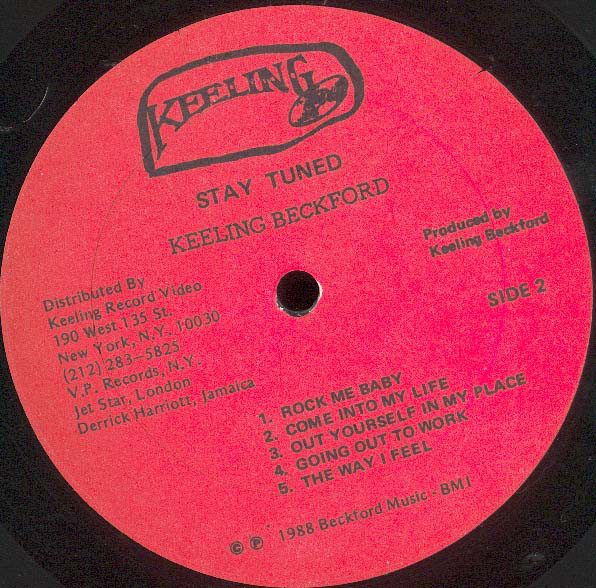 KEELING
STAY TUNED
KEELING BECKFORD
Produced by
Keeling Beckford
SIDE 2
Distributed By
Keeling Record Video
190 West 135 St.
New York, N.Y. 10030
(212) 283-5825
V.P. Records, N.Y.
Jet Star, London
Derrick Harriott, Jamaica
1. ROCK ME BABY
2. COME INTO MY LIFE
3. OUT YOURSELF IN MY PLACE
4. GOING OUT TO WORK
5. THE WAY I FEEL
© ℗ 1988 Beckford Music - BMI